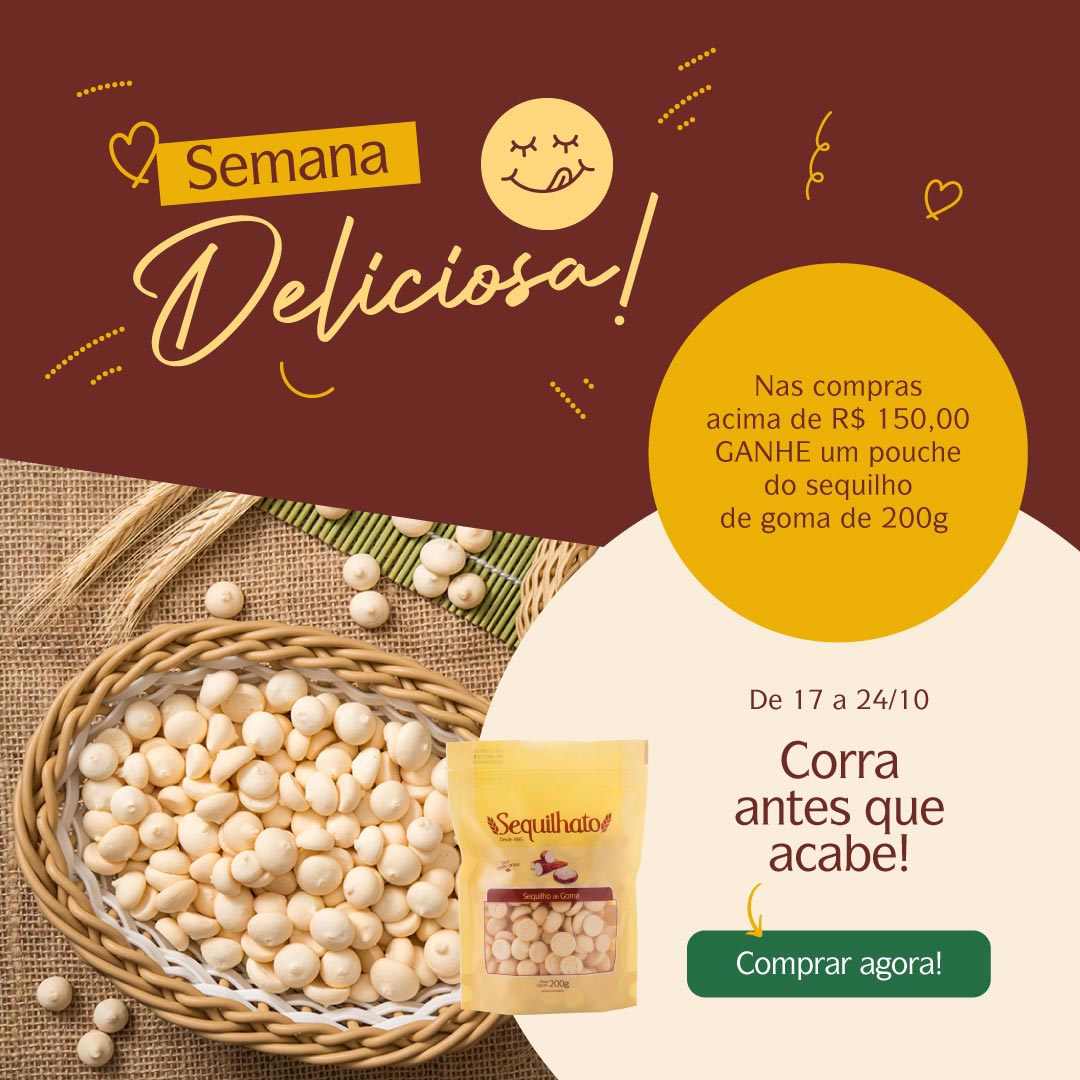 Semana
Deliciosa!
Nas compras
acima de R$ 150,00
GANHE um pouche
do sequilho
de goma de 200g
De 17 a 24/10
Corra
antes que
acabe!
Comprar agora!
Sequilhato
Sequilho de Goma
200g